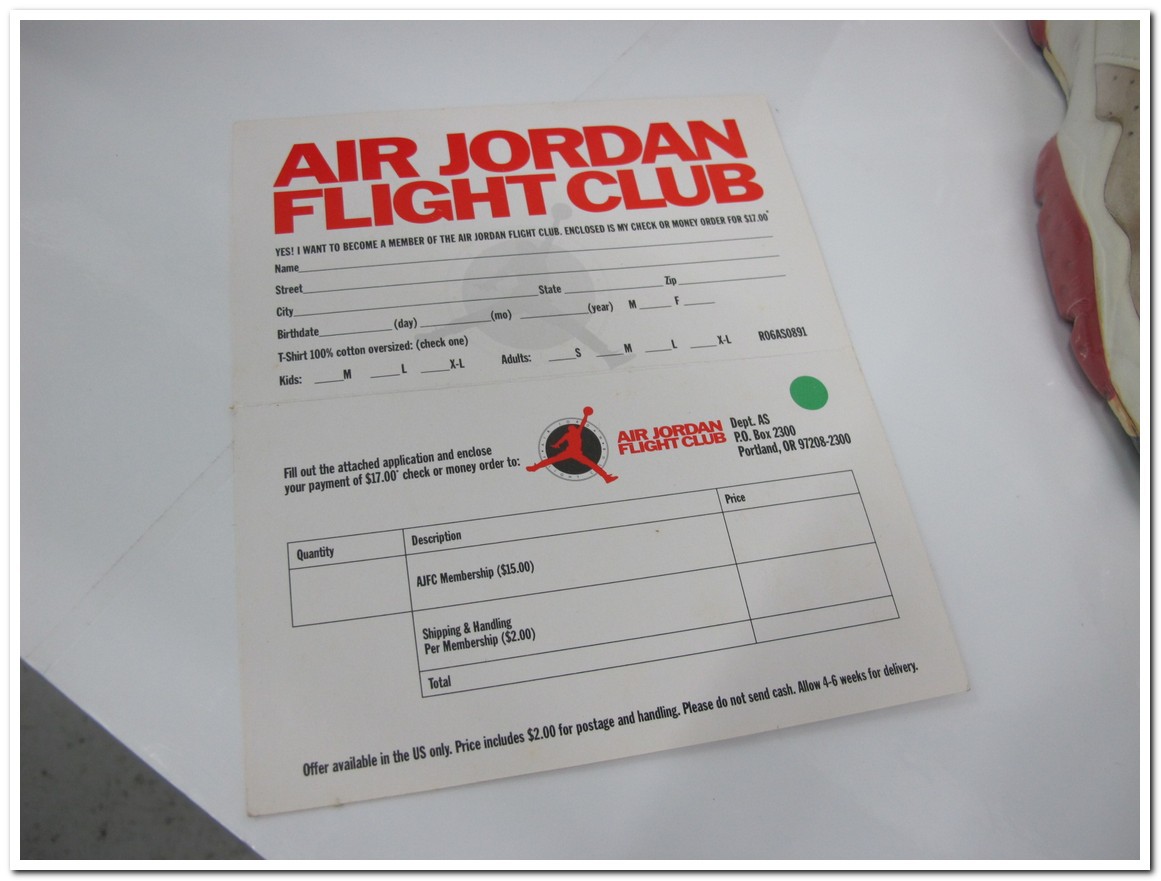 AIR JORDAN
FLIGHT CLUB
YES! I WANT TO BECOME A MEMBER OF THE AIR JORDAN FLIGHT CLUB. ENCLOSED IS MY CHECK OR MONEY ORDER FOR $17.00*
Name
Street
City State Zip
Birthdate (day) (mo) (year) M F
T-Shirt 100% cotton oversized: (check one)
Kids: M L X-L Adults: S M L X-L R06AS0891
Fill out the attached application and enclose
your payment of $17.00* check or money order to:
AIR JORDAN
FLIGHT CLUB
Dept. AS
P.O. Box 2300
Portland, OR 97208-2300
Quantity Description Price
AJFC Membership ($15.00)
Shipping & Handling
Per Membership ($2.00)
Total
Offer available in the US only. Price includes $2.00 for postage and handling. Please do not send cash. Allow 4-6 weeks for delivery.